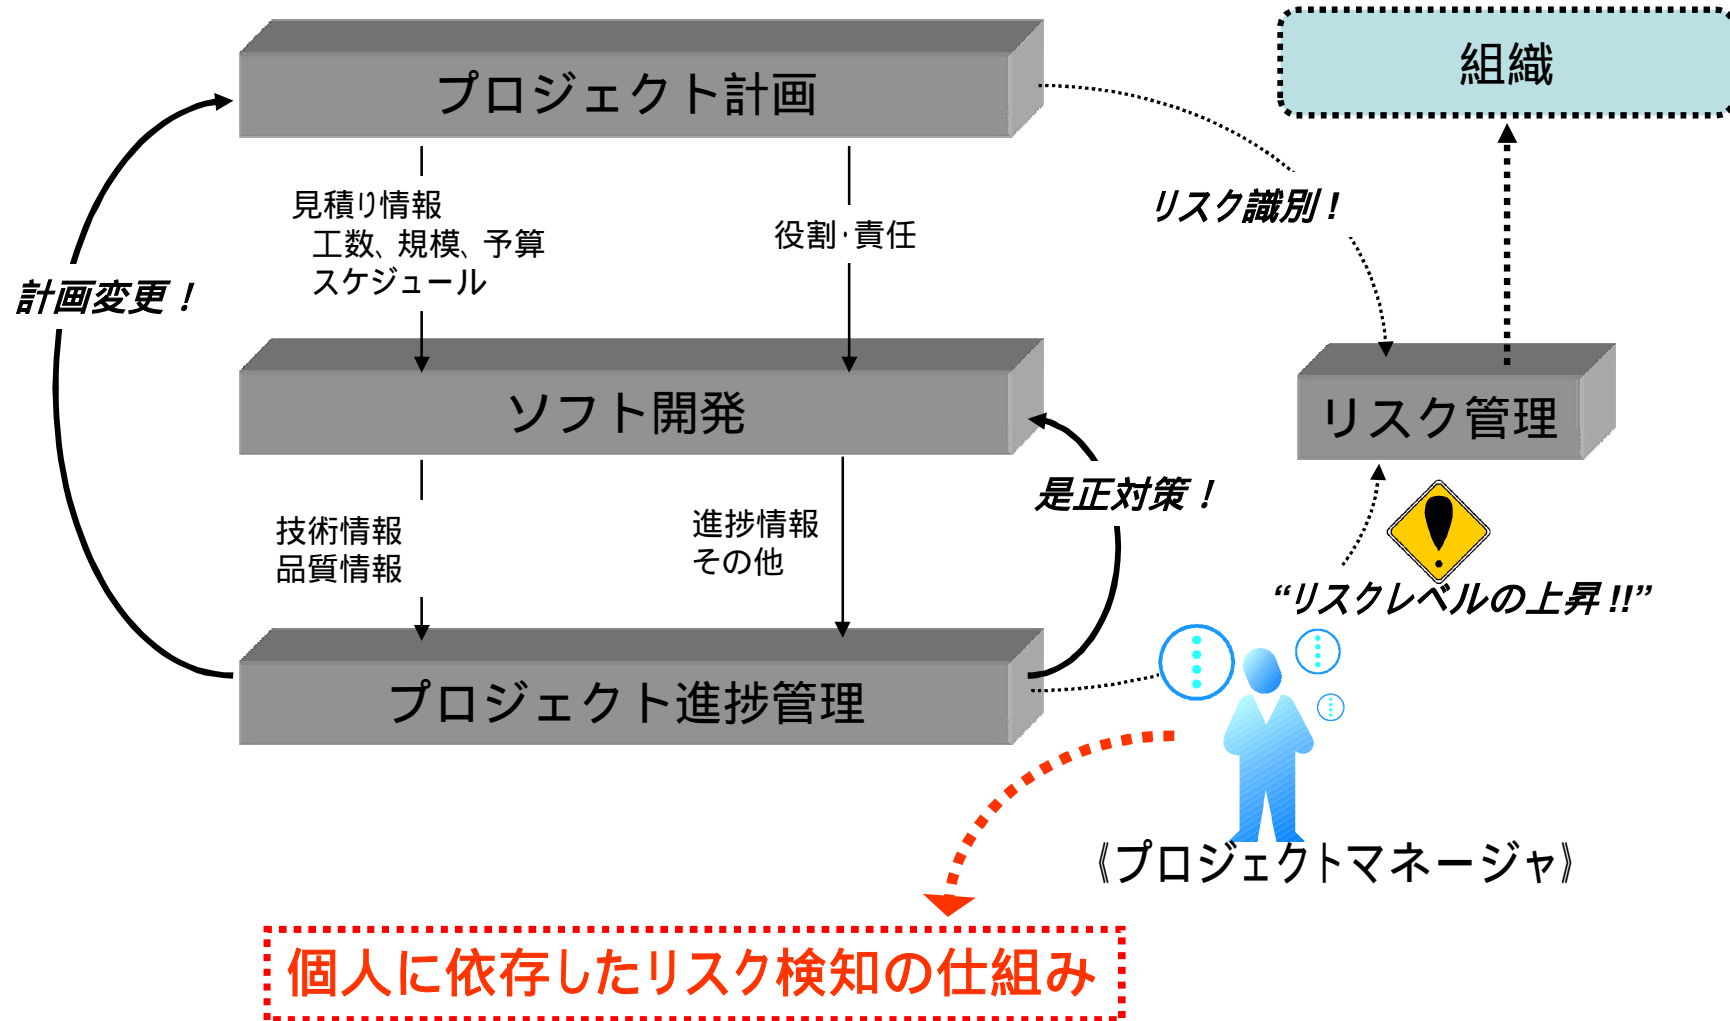 プロジェクト計画
組織
見積り情報
工数、規模、予算
スケジュール
役割・責任
リスク識別！
計画変更！
ソフト開発
リスク管理
是正対策！
技術情報
品質情報
進捗情報
その他
“リスクレベルの上昇!!”
プロジェクト進捗管理
《プロジェクトマネージャ》
個人に依存したリスク検知の仕組み